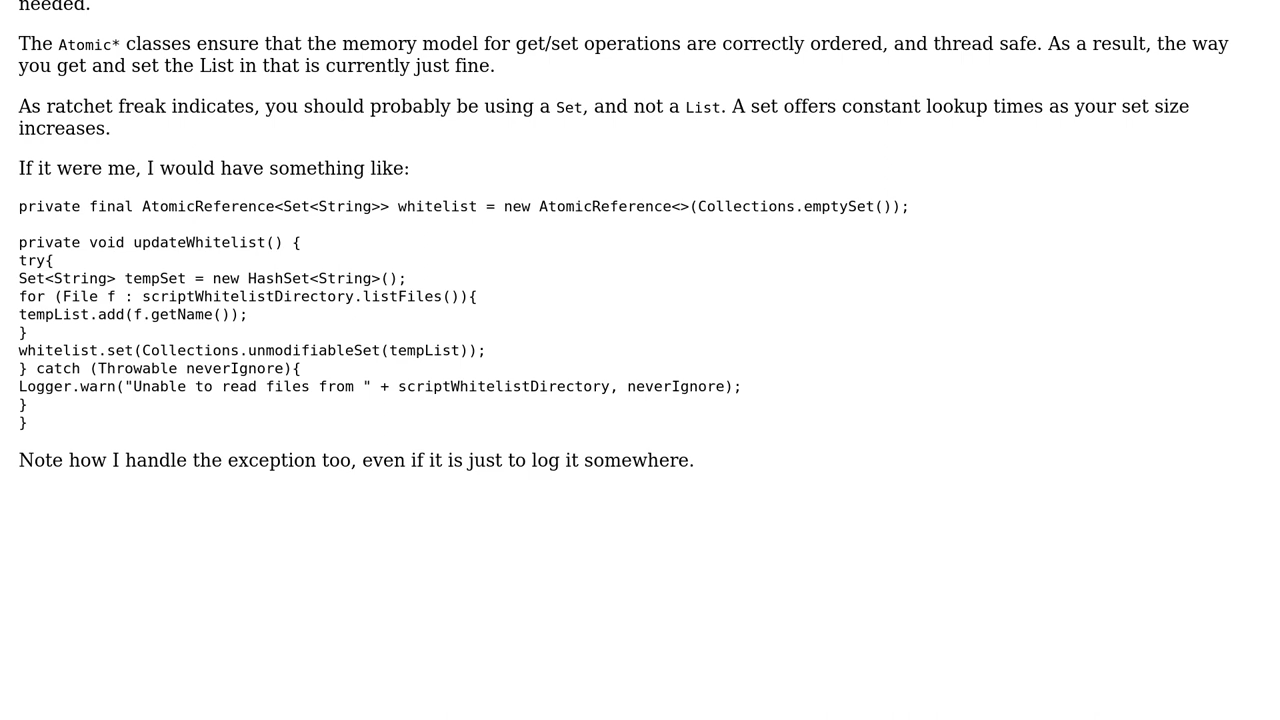 needed.
The Atomic* classes ensure that the memory model for get/set operations are correctly ordered, and thread safe. As a result, the way
you get and set the List in that is currently just fine.
As ratchet freak indicates, you should probably be using a Set, and not a List. A set offers constant lookup times as your set size
increases.
If it were me, I would have something like:
private final AtomicReference<Set<String>> whitelist = new AtomicReference<>(Collections.emptySet());
private void updateWhitelist() {
try{
Set<String> tempSet = new HashSet<String>();
for (File f : scriptWhitelistDirectory.listFiles()){
tempList.add(f.getName());
}
whitelist.set(Collections.unmodifiableSet(tempList));
} catch (Throwable neverIgnore){
Logger.warn("Unable to read files from " + scriptWhitelistDirectory, neverIgnore);
}
}
Note how I handle the exception too, even if it is just to log it somewhere.